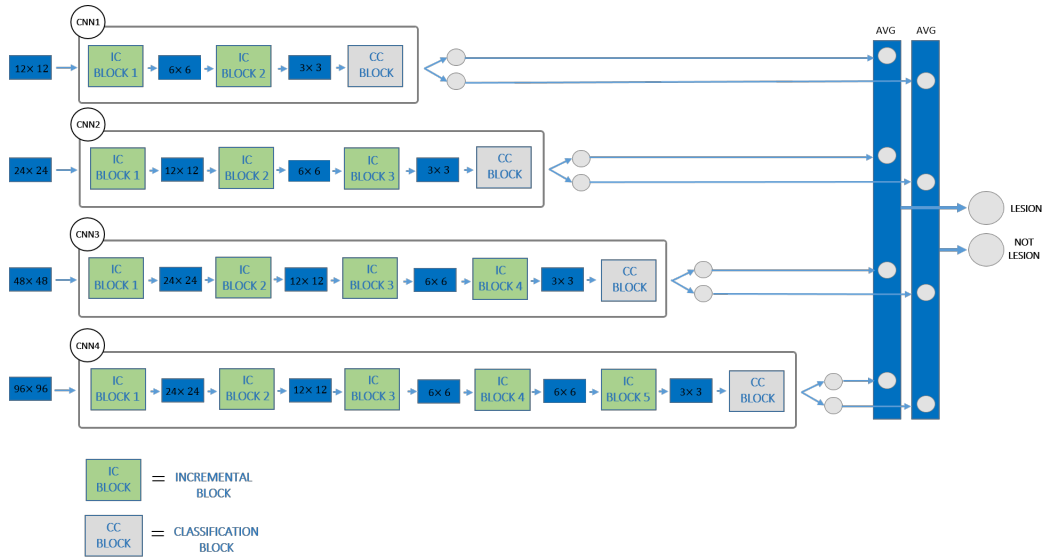 CNN1
AVG
AVG
12× 12
IC
BLOCK 1
6× 6
IC
BLOCK 2
3× 3
CC
BLOCK
CNN2
24× 24
IC
BLOCK 1
12× 12
IC
BLOCK 2
6× 6
IC
BLOCK 3
3× 3
CC
BLOCK
LESION
NOT
LESION
CNN3
48× 48
IC
BLOCK 1
24× 24
IC
BLOCK 2
12× 12
IC
BLOCK 3
6× 6
IC
BLOCK 4
3× 3
CC
BLOCK
CNN4
96× 96
IC
BLOCK 1
24× 24
IC
BLOCK 2
12× 12
IC
BLOCK 3
6× 6
IC
BLOCK 4
6× 6
IC
BLOCK 5
3× 3
CC
BLOCK
IC
BLOCK
= INCREMENTAL
BLOCK
CC
BLOCK
= CLASSIFICATION
BLOCK